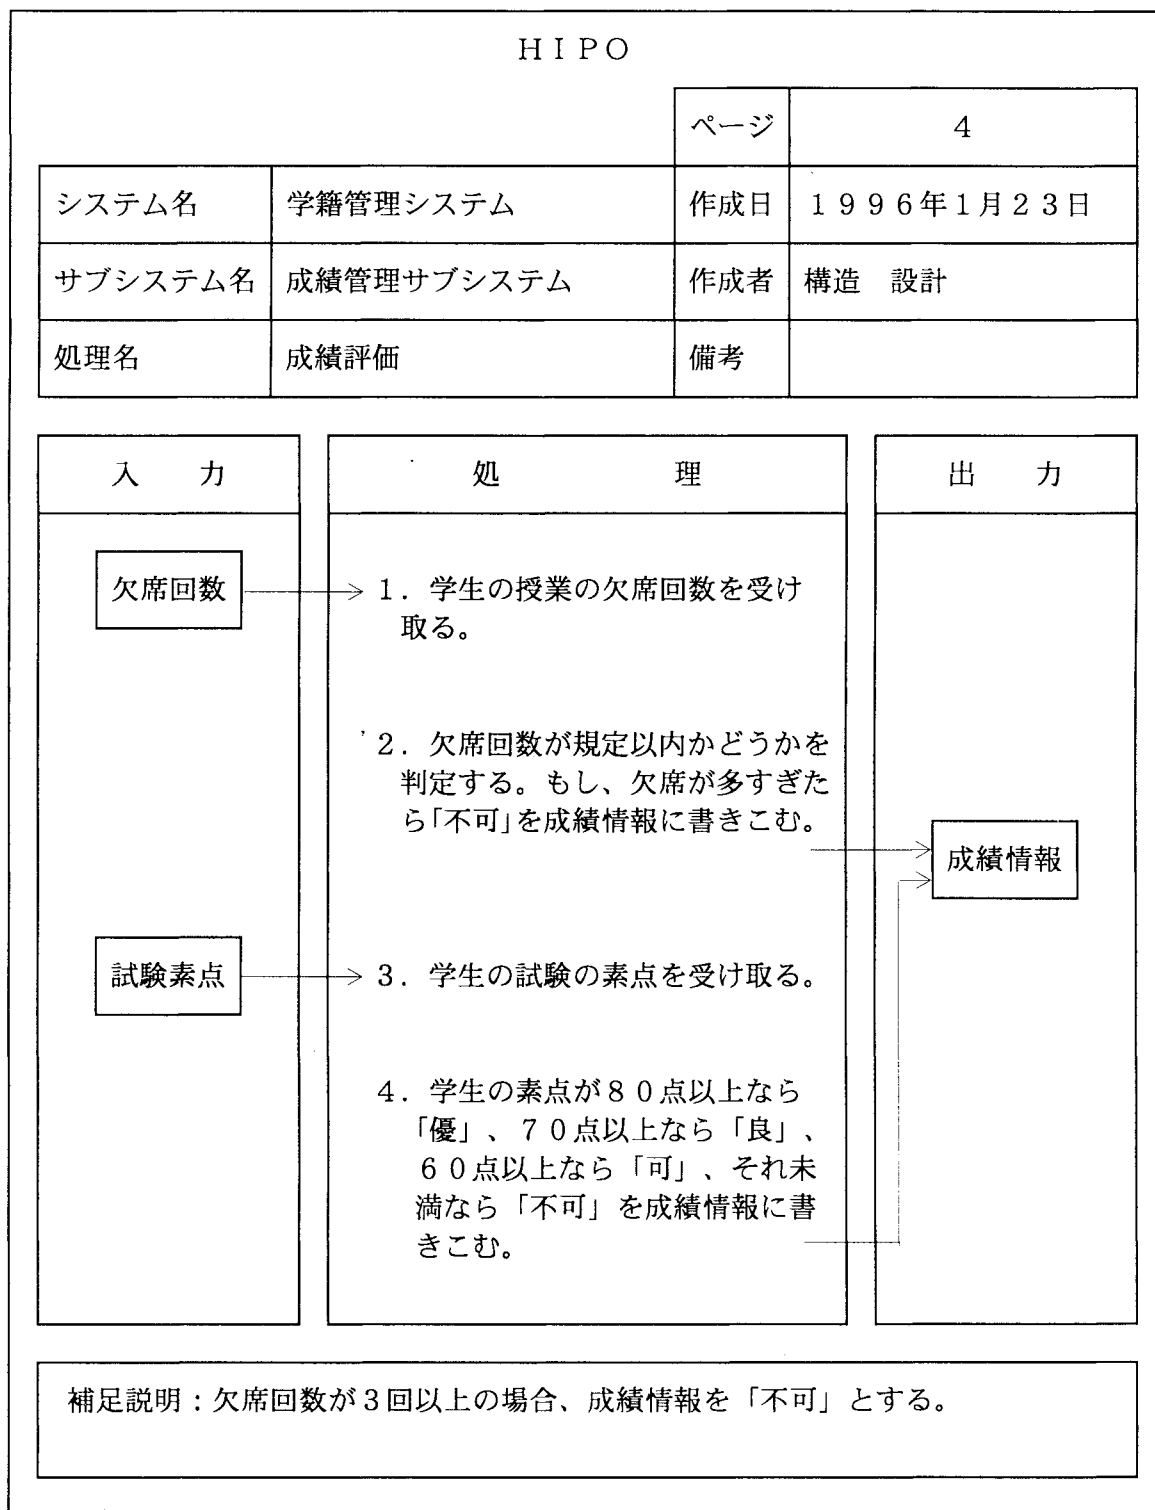 HIPO
ページ 4
システム名 学籍管理システム 作成日 1996年1月23日
サブシステム名 成績管理サブシステム 作成者 構造 設計
処理名 成績評価 備考
入力 処理 出力
欠席回数
1. 学生の授業の欠席回数を受け
取る。
2. 欠席回数が規定以内かどうかを
判定する。もし、欠席が多すぎた
ら「不可」を成績情報に書きこむ。
成績情報
試験素点
3. 学生の試験の素点を受け取る。
4. 学生の素点が80点以上なら
「優」、70点以上なら「良」、
60点以上なら「可」、それ未
満なら「不可」を成績情報に書
きこむ。
補足説明:欠席回数が3回以上の場合、成績情報を「不可」とする。